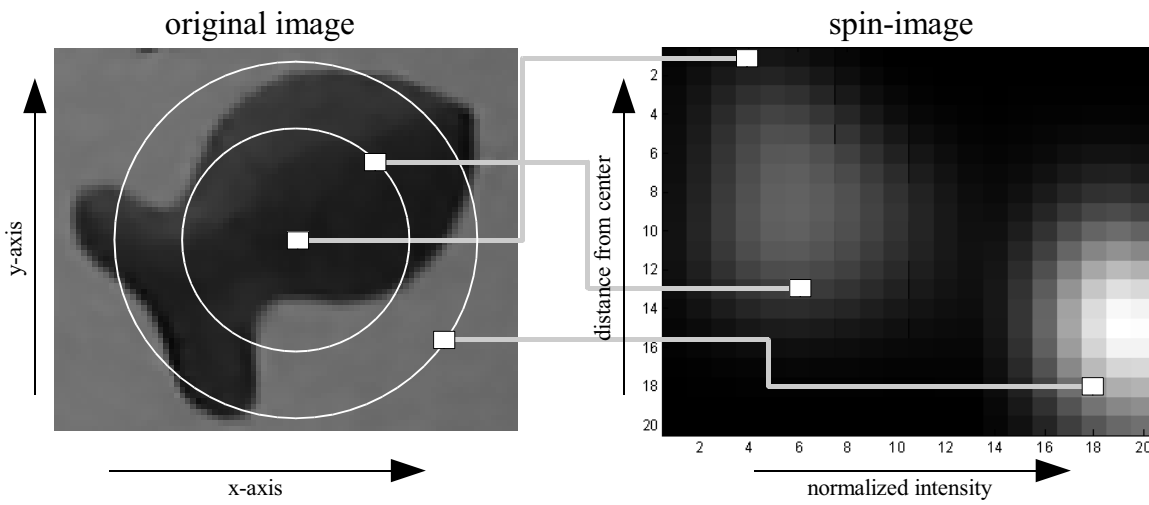 original image
spin-image
y-axis
x-axis
distance from center
2
4
6
8
10
12
14
16
18
20
2 4 6 8 10 12 14 16 18 20
normalized intensity